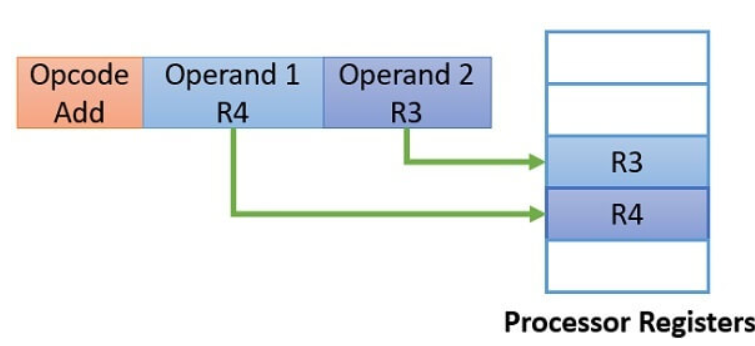 Opcode
Add
Operand 1
R4
Operand 2
R3
R3
R4
Processor Registers